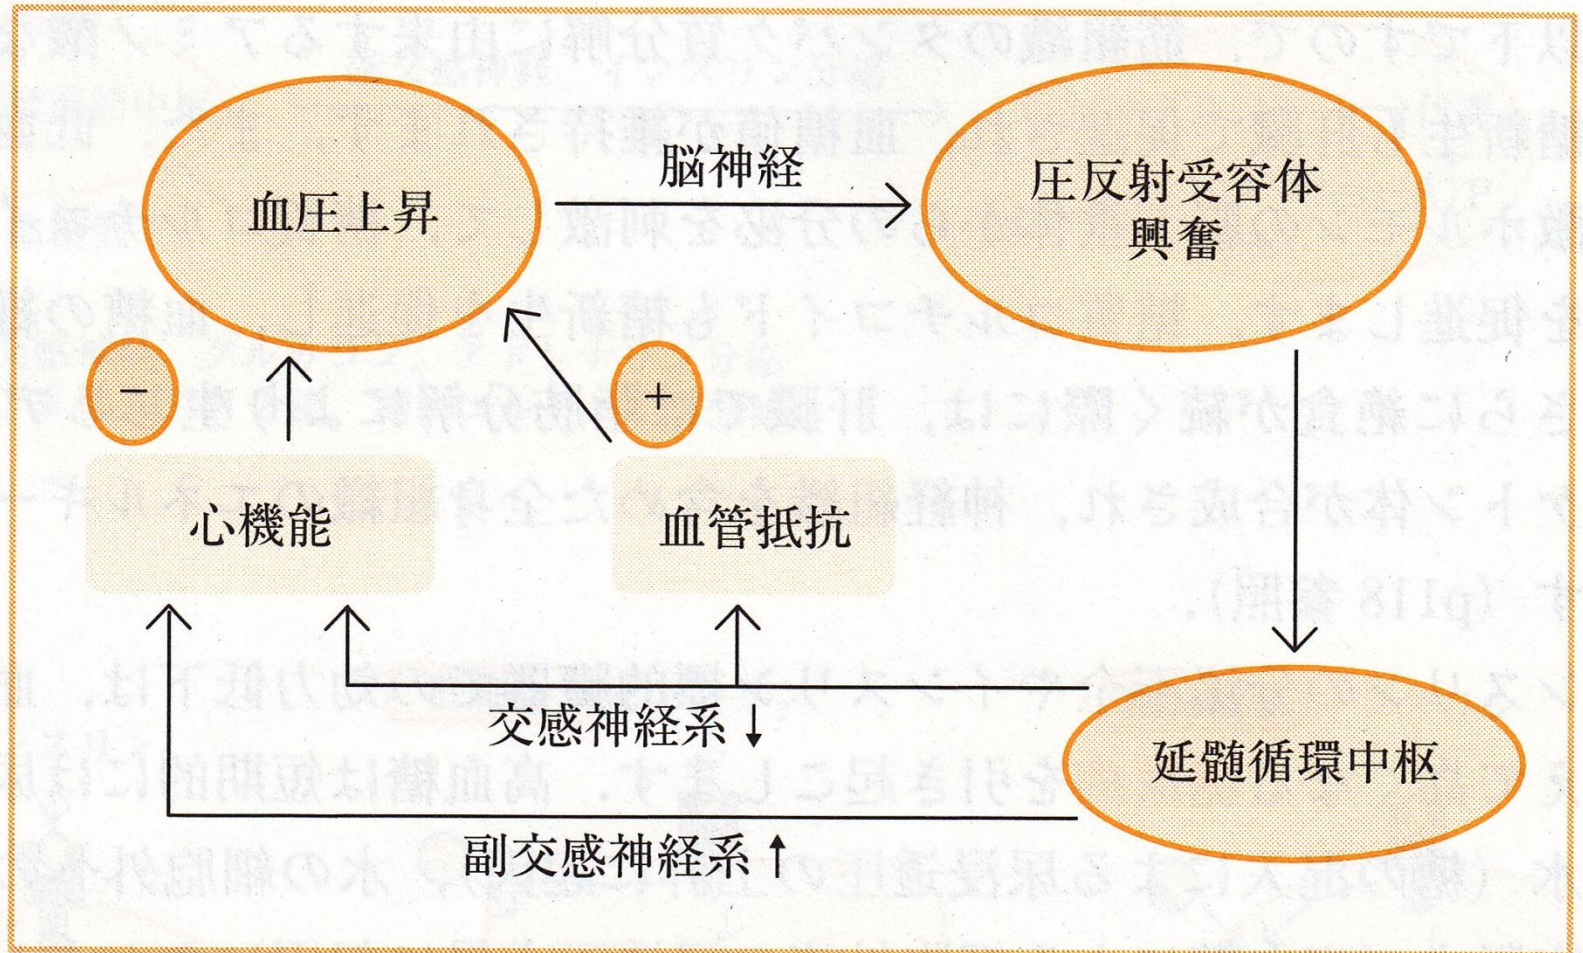 血圧上昇
脳神経
圧反射受容体
興奮
−
+
心機能
血管抵抗
交感神経系↓
延髄循環中枢
副交感神経系↑